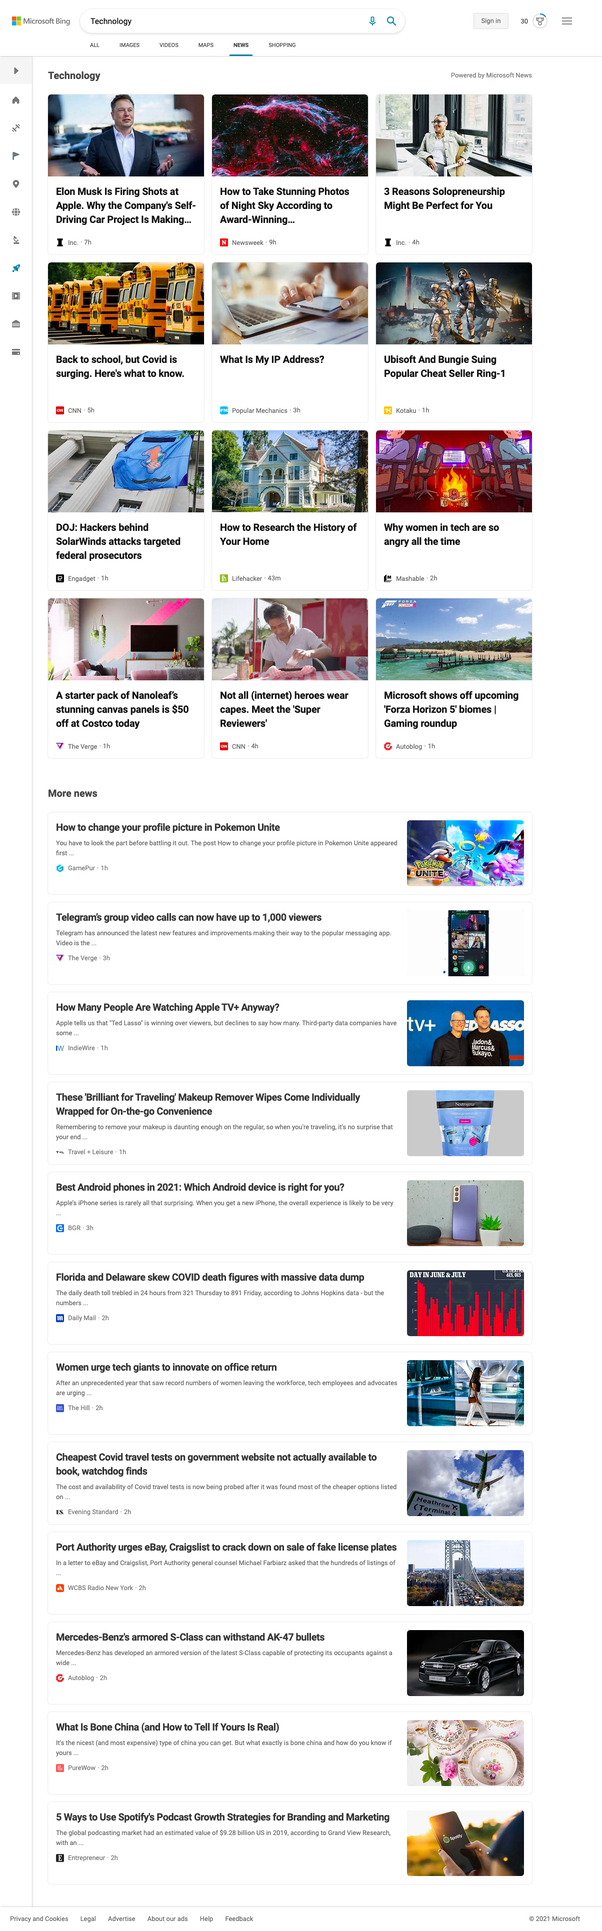 Microsoft Bing
Technology
Sign in
30
ALL IMAGES VIDEOS MAPS NEWS SHOPPING
Technology
Powered by Microsoft News
Elon Musk Is Firing Shots at
Apple. Why the Company's Self-
Driving Car Project Is Making...
Inc. · 7h
How to Take Stunning Photos
of Night Sky According to
Award-Winning...
Newsweek · 9h
3 Reasons Solopreneurship
Might Be Perfect for You
Inc. · 4h
Back to school, but Covid is
surging. Here's what to know.
CNN · 5h
What Is My IP Address?
Popular Mechanics · 3h
Ubisoft And Bungie Suing
Popular Cheat Seller Ring-1
Kotaku · 1h
DOJ: Hackers behind
SolarWinds attacks targeted
federal prosecutors
Engadget · 1h
How to Research the History of
Your Home
Lifehacker · 43m
Why women in tech are so
angry all the time
Mashable · 2h
A starter pack of Nanoleaf's
stunning canvas panels is $50
off at Costco today
The Verge · 1h
Not all (internet) heroes wear
capes. Meet the 'Super
Reviewers'
CNN · 4h
FORZA
HORIZON 5
Microsoft shows off upcoming
'Forza Horizon 5' biomes |
Gaming roundup
Autoblog · 1h
More news
How to change your profile picture in Pokemon Unite
You have to look the part before battling it out. The post How to change your profile picture in Pokemon Unite appeared
first ...
GamePur · 1h
POKÉMON
UNITE
Telegram's group video calls can now have up to 1,000 viewers
Telegram has announced the latest new features and improvements making their way to the popular messaging app.
Video is the ...
The Verge · 3h
How Many People Are Watching Apple TV+ Anyway?
Apple tells us that "Ted Lasso" is winning over viewers, but declines to say how many. Third-party data companies have
some ...
IndieWire · 1h
tv+
LASSO
Jadon&
Marcus&
Bukayo.
These 'Brilliant for Traveling' Makeup Remover Wipes Come Individually
Wrapped for On-the-go Convenience
Remembering to remove your makeup is daunting enough on the regular, so when you're traveling, it's no surprise that
your end ...
Travel + Leisure · 1h
Neutrogena
Best Android phones in 2021: Which Android device is right for you?
Apple's iPhone series is rarely all that surprising. When you get a new iPhone, the overall experience is likely to be very
...
BGR · 3h
Florida and Delaware skew COVID death figures with massive data dump
The daily death toll trebled in 24 hours from 321 Thursday to 891 Friday, according to Johns Hopkins data - but the
numbers ...
Daily Mail · 2h
DAY IN JUNE & JULY
Women urge tech giants to innovate on office return
After an unprecedented year that saw record numbers of women leaving the workforce, tech employees and advocates
are urging ...
The Hill · 2h
Cheapest Covid travel tests on government website not actually available to
book, watchdog finds
The cost and availability of Covid travel tests is now being probed after it was found most of the cheaper options listed
on ...
ES. Evening Standard · 2h
Heathrow
(Terminal 4
Port Authority urges eBay, Craigslist to crack down on sale of fake license plates
In a letter to eBay and Craigslist, Port Authority general counsel Michael Farbiarz asked that the hundreds of listings of
...
WCBS Radio New York · 2h
Mercedes-Benz's armored S-Class can withstand AK-47 bullets
Mercedes-Benz has developed an armored version of the latest S-Class capable of protecting its occupants against a
wide ...
Autoblog · 2h
What Is Bone China (and How to Tell If Yours Is Real)
It's the nicest (and most expensive) type of china you can get. But what exactly is bone china and how do you know if
yours ...
PureWow · 2h
5 Ways to Use Spotify's Podcast Growth Strategies for Branding and Marketing
The global podcasting market had an estimated value of $9.28 billion US in 2019, according to Grand View Research,
with an ...
Entrepreneur · 2h
Spotify
Privacy and Cookies Legal Advertise About our ads Help Feedback
© 2021 Microsoft